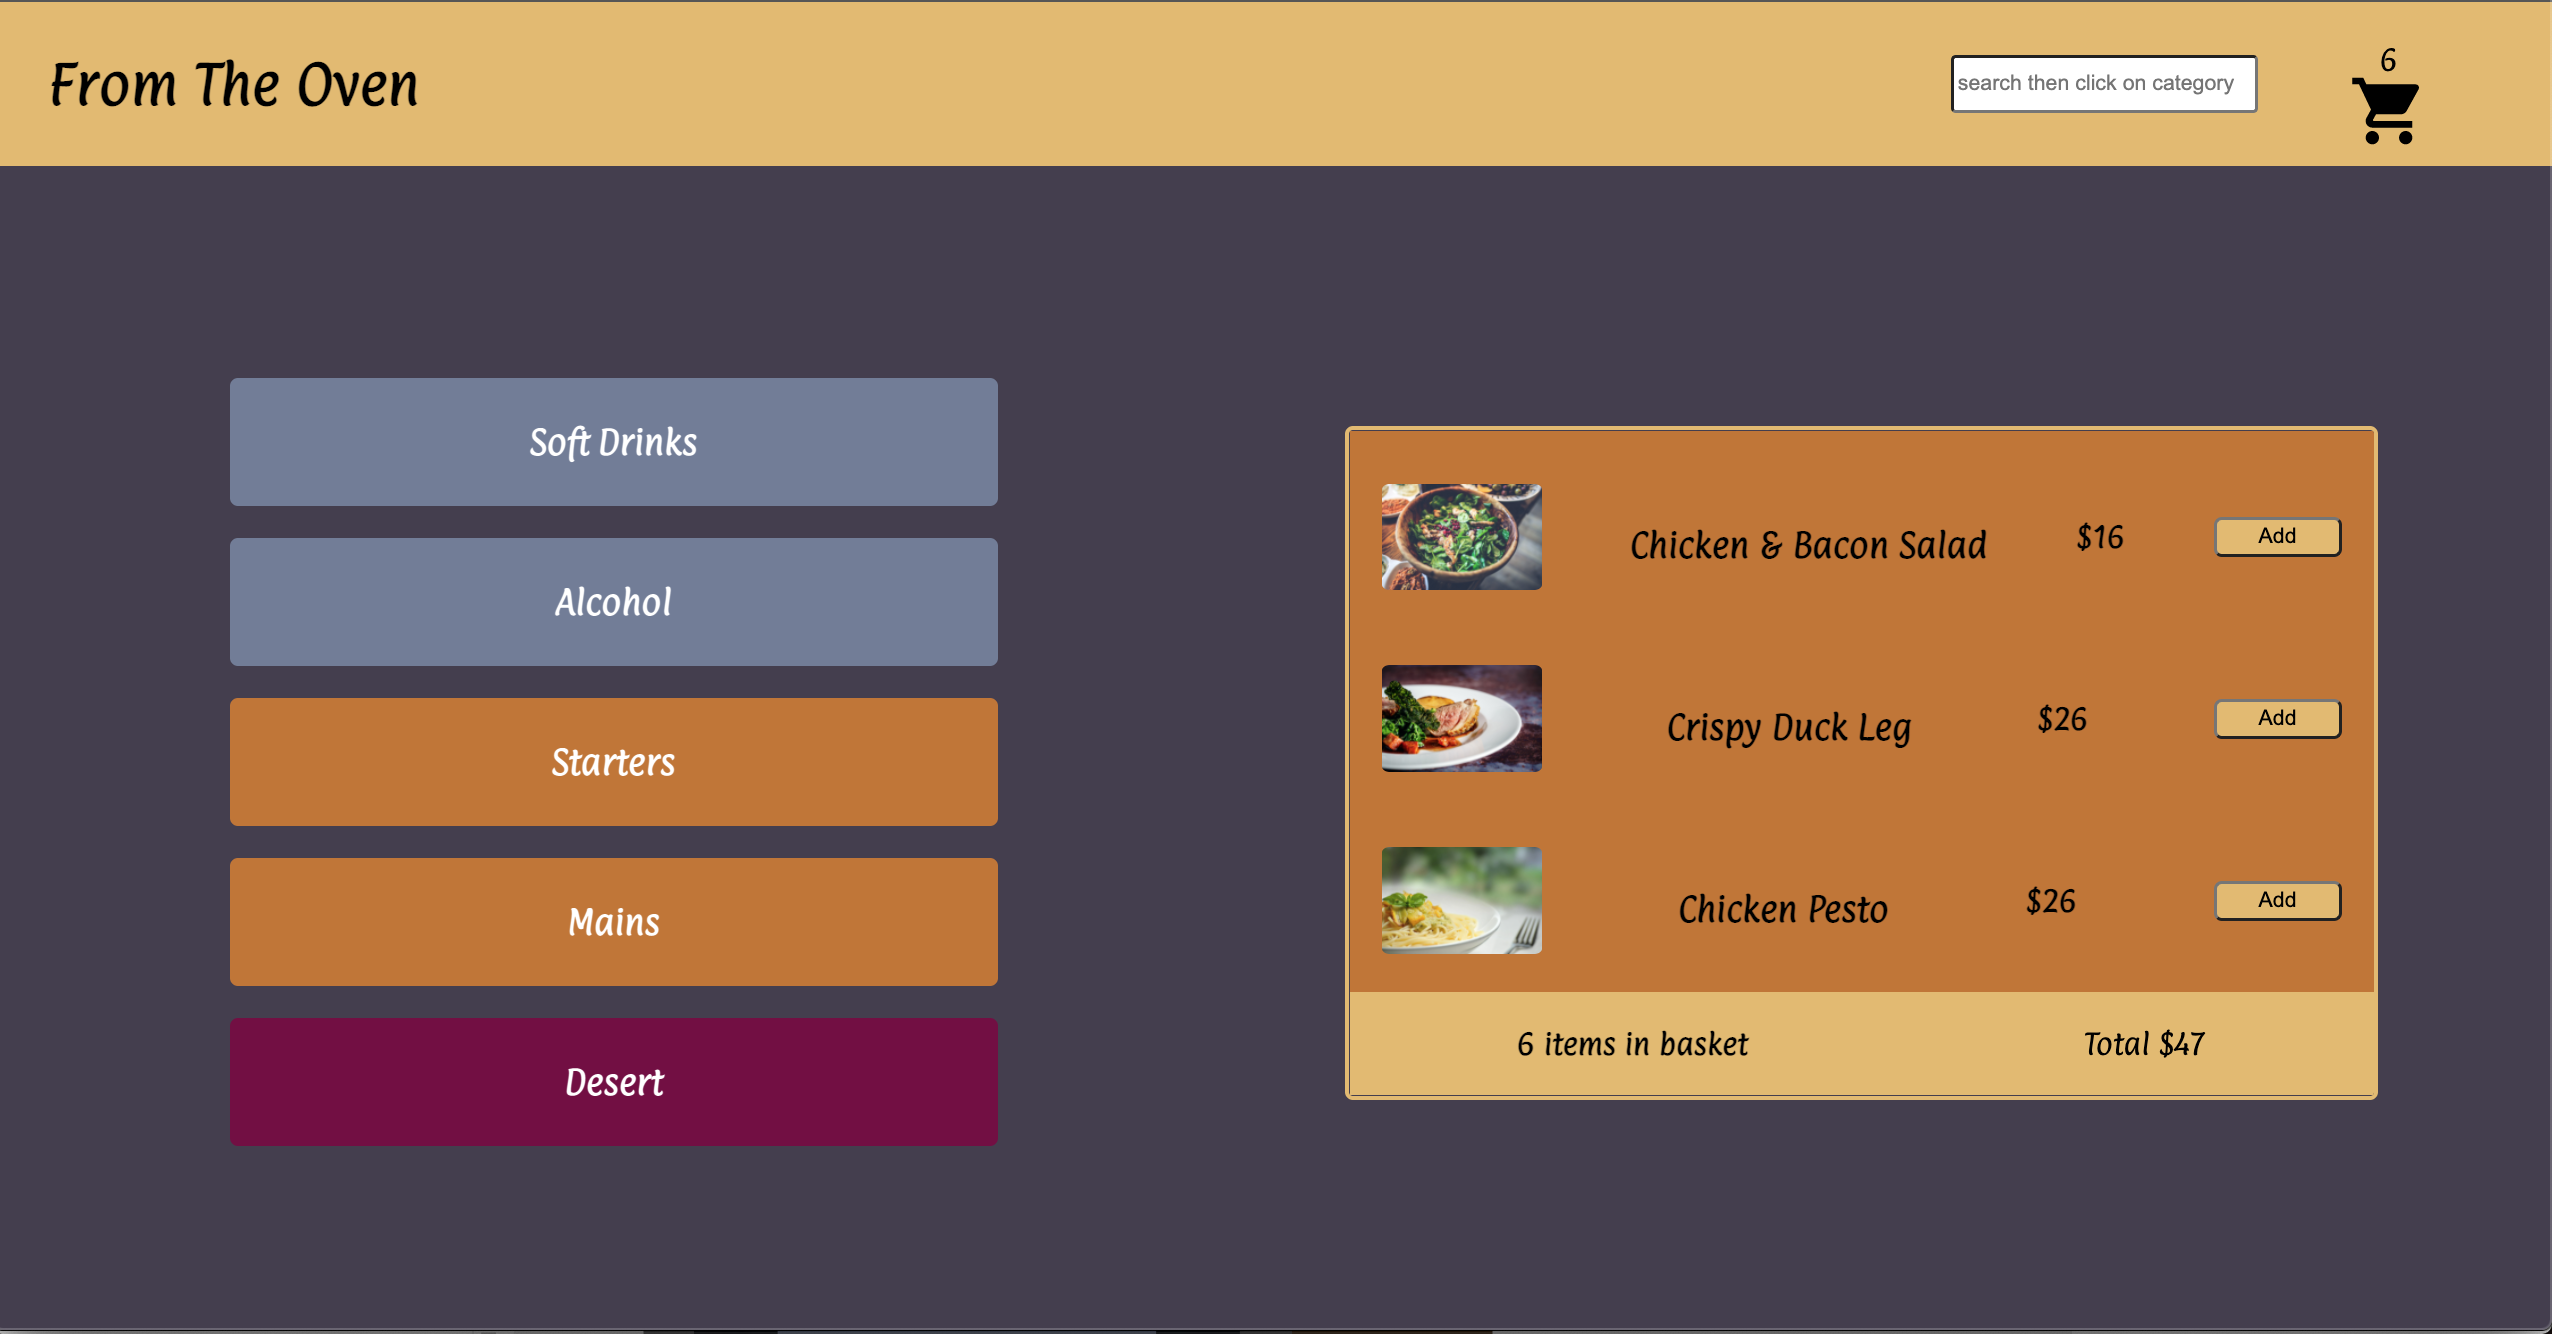 From The Oven
search then click on category
6
Soft Drinks
Alcohol
Starters
Mains
Desert
Chicken & Bacon Salad $16 Add
Crispy Duck Leg $26 Add
Chicken Pesto $26 Add
6 items in basket Total $47